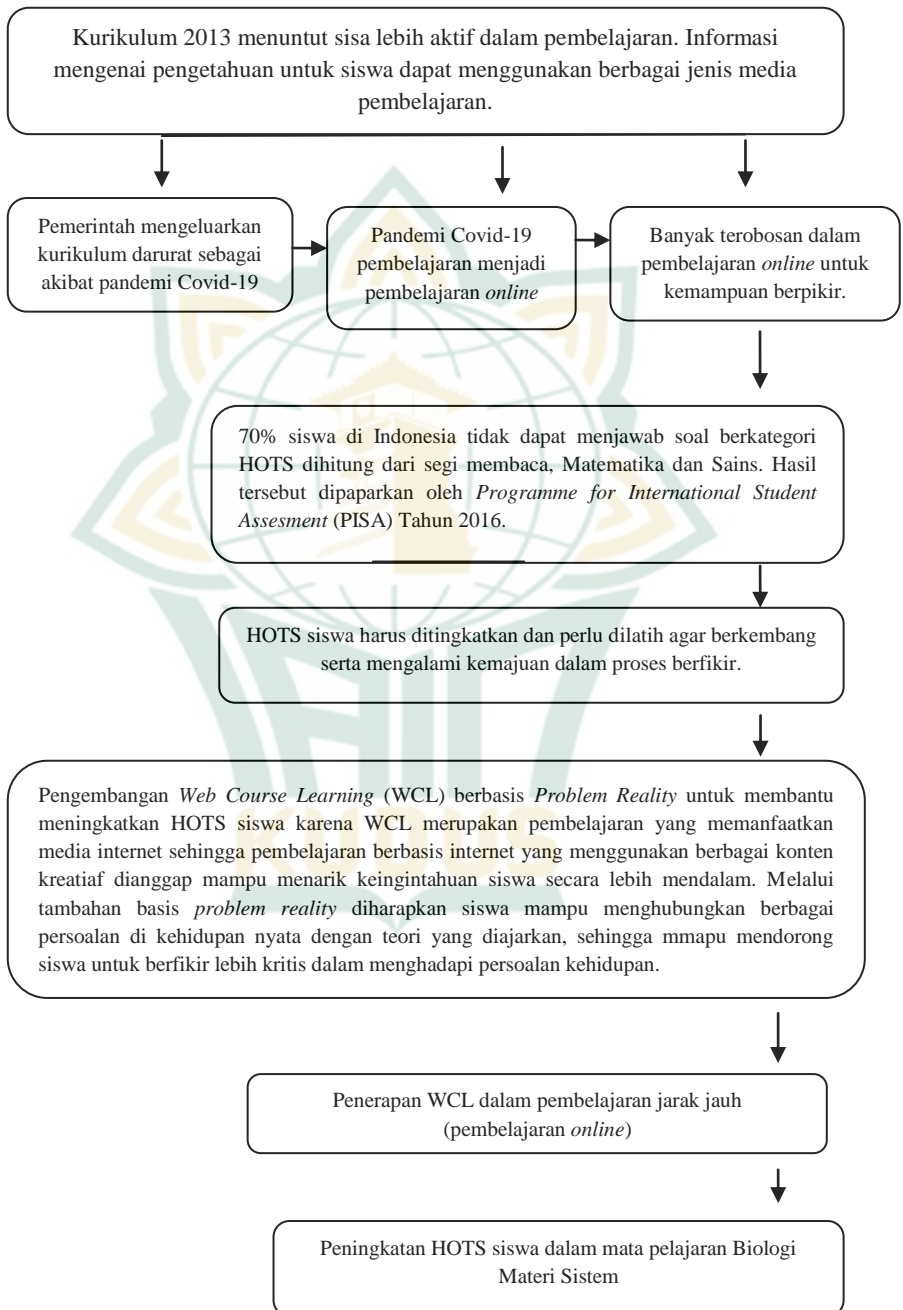 Kurikulum 2013 menuntut sisa lebih aktif dalam pembelajaran. Informasi
mengenai pengetahuan untuk siswa dapat menggunakan berbagai jenis media
pembelajaran.
Pemerintah mengeluarkan
kurikulum darurat sebagai
akibat pandemi Covid-19
Pandemi Covid-19
pembelajaran menjadi
pembelajaran online
Banyak terobosan dalam
pembelajaran online untuk
kemampuan berpikir.
70% siswa di Indonesia tidak dapat menjawab soal berkategori
HOTS dihitung dari segi membaca, Matematika dan Sains. Hasil
tersebut dipaparkan oleh Programme for International Student
Assesment (PISA) Tahun 2016.
HOTS siswa harus ditingkatkan dan perlu dilatih agar berkembang
serta mengalami kemajuan dalam proses berfikir.
Pengembangan Web Course Learning (WCL) berbasis Problem Reality untuk membantu
meningkatkan HOTS siswa karena WCL merupakan pembelajaran yang memanfaatkan
media internet sehingga pembelajaran berbasis internet yang menggunakan berbagai konten
kreatiaf dianggap mampu menarik keingintahuan siswa secara lebih mendalam. Melalui
tambahan basis problem reality diharapkan siswa mampu menghubungkan berbagai
persoalan di kehidupan nyata dengan teori yang diajarkan, sehingga mmapu mendorong
siswa untuk berfikir lebih kritis dalam menghadapi persoalan kehidupan.
KUDUS
Penerapan WCL dalam pembelajaran jarak jauh
(pembelajaran online)
Peningkatan HOTS siswa dalam mata pelajaran Biologi
Materi Sistem